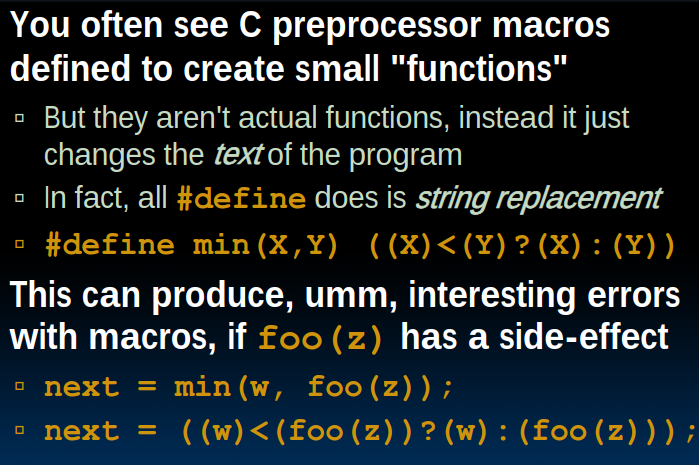 You often see C preprocessor macros
defined to create small "functions"
▫ But they aren't actual functions, instead it just
changes the text of the program
▫ In fact, all #define does is string replacement
▫ #define min(X,Y) ((X)<(Y)?(X):(Y))
This can produce, umm, interesting errors
with macros, if foo(z) has a side-effect
▫ next = min(w, foo(z));
▫ next = ((w)<(foo(z))?(w):(foo(z)));